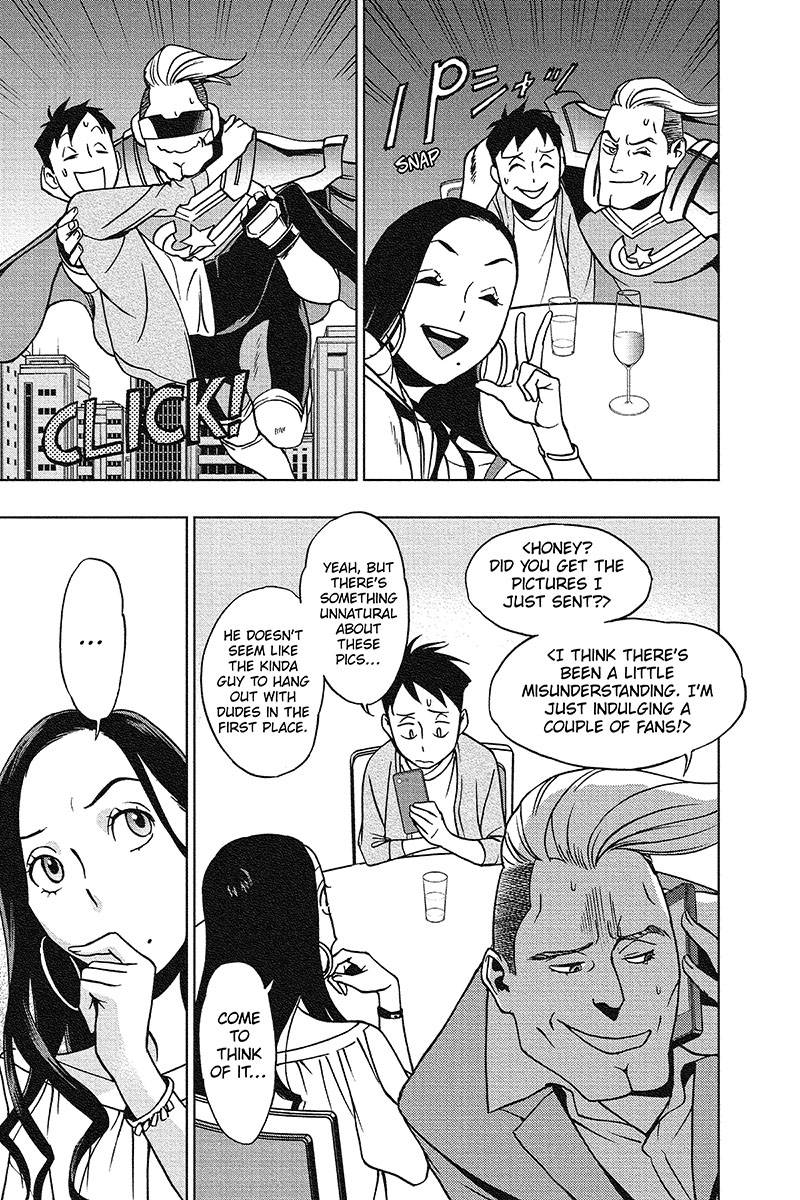 パシャッ
SNAP
CLICK!
<HONEY?
DID YOU GET THE
PICTURES I
JUST SENT?>
<I THINK THERE'S
BEEN A LITTLE
MISUNDERSTANDING. I'M
JUST INDULGING A
COUPLE OF FANS!>
YEAH, BUT
THERE'S
SOMETHING
UNNATURAL
ABOUT
THESE
PICS...
HE DOESN'T
SEEM LIKE
THE KINDA
GUY TO HANG
OUT WITH
DUDES IN THE
FIRST PLACE.
COME
TO
THINK
OF IT...
...